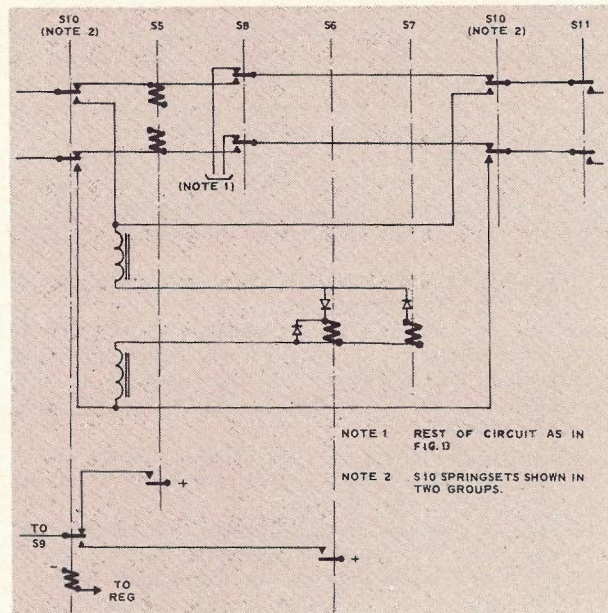 S10 S5 S8 S6 S7 S10 S11
(NOTE 2) (NOTE 2)
(NOTE 1)
NOTE 1 REST OF CIRCUIT AS IN
FIG. 13
NOTE 2 S10 SPRINGSETS SHOWN IN
TWO GROUPS.
+
TO
S9
+
-
TO
REG